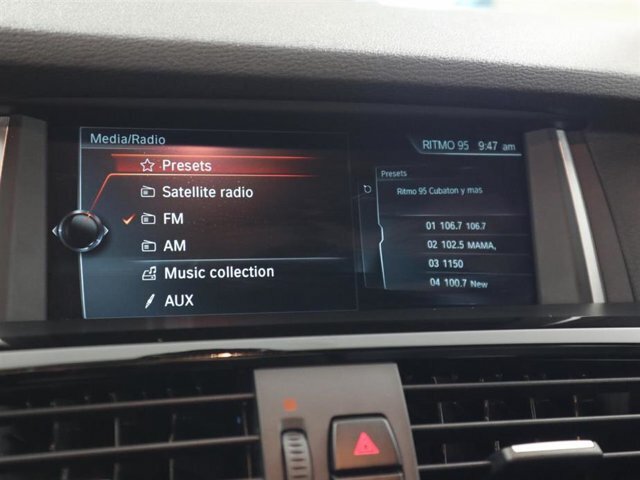 Media/Radio
RITMO 95 9:47 am
Presets
Satellite radio
FM
AM
Music collection
AUX
Presets
Ritmo 95 Cubaton y mas
01 106.7 106.7
02 102.5 MAMA,
03 1150
04 100.7 New